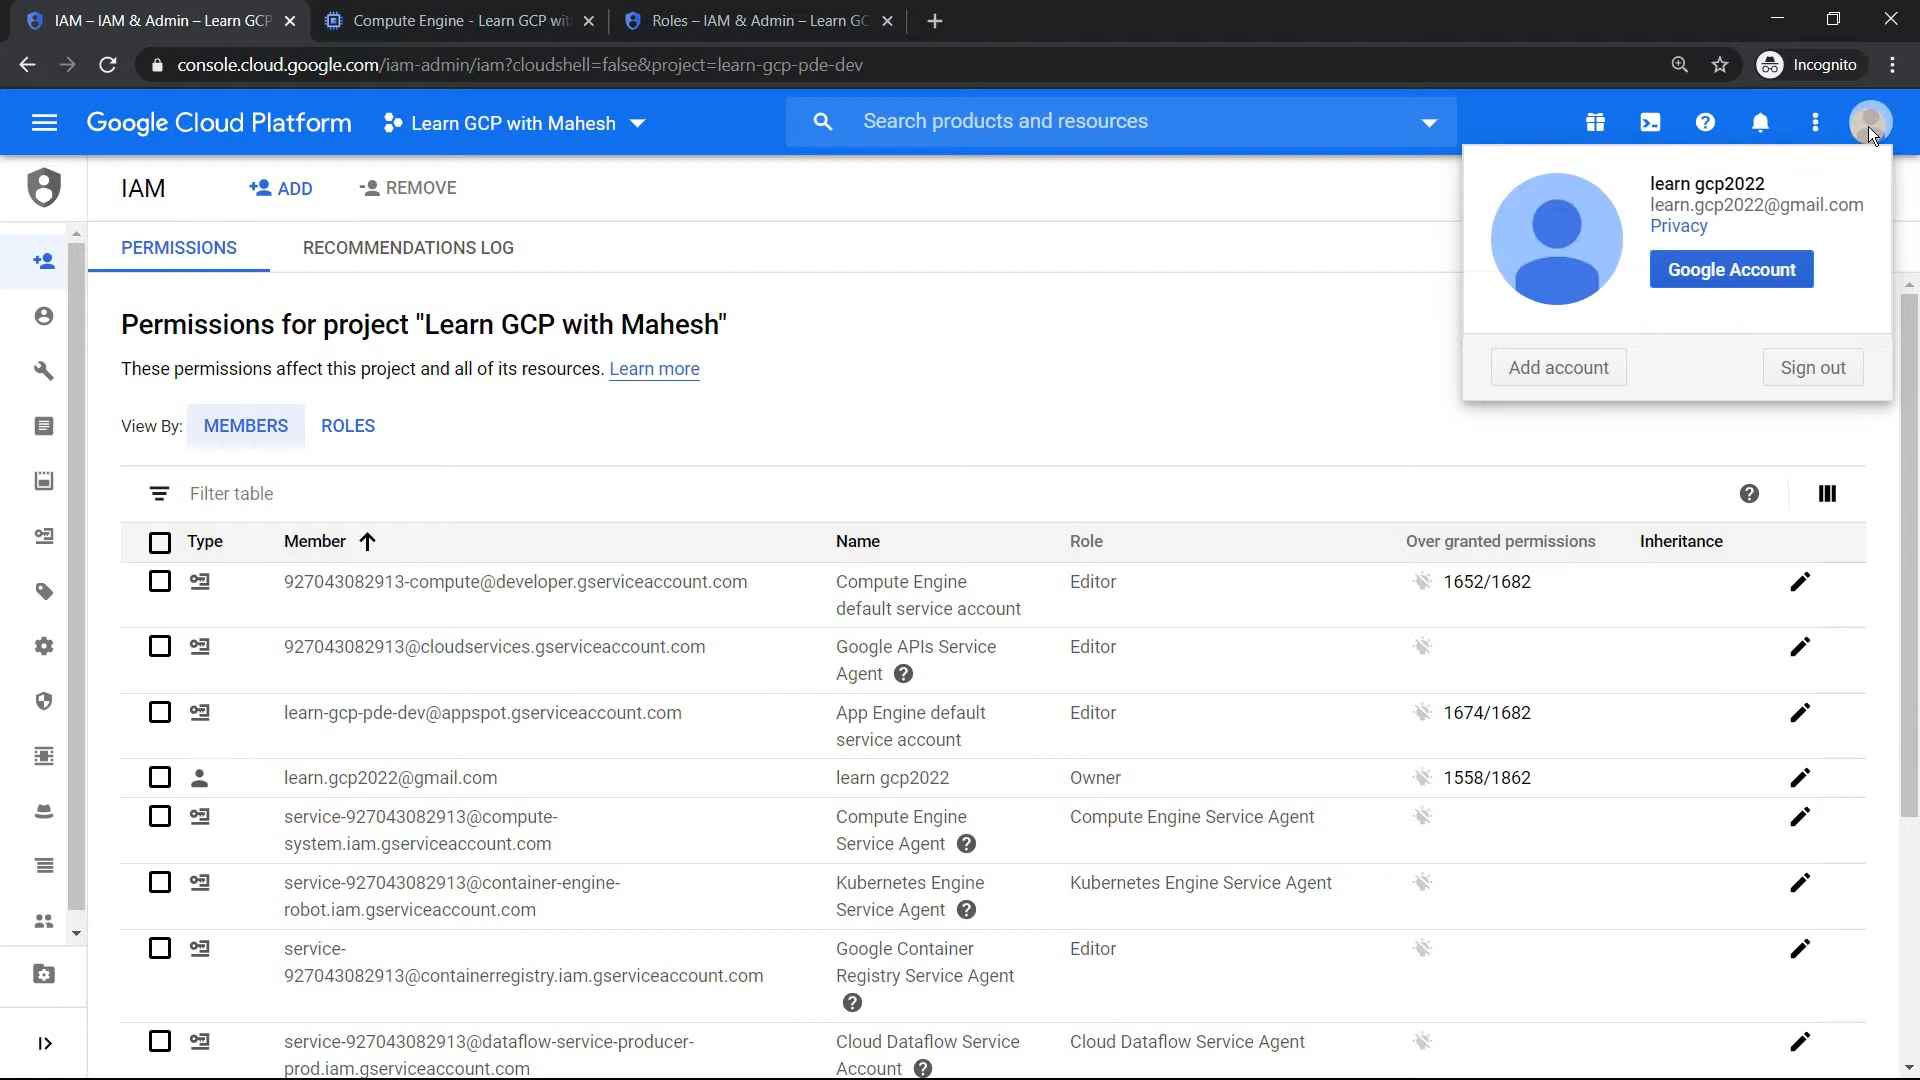 IAM – IAM & Admin – Learn GCP
Compute Engine - Learn GCP wit
Roles – IAM & Admin – Learn GC
console.cloud.google.com/iam-admin/iam?cloudshell=false&project=learn-gcp-pde-dev
Incognito
Google Cloud Platform
Learn GCP with Mahesh
Search products and resources
IAM
ADD
REMOVE
learn gcp2022
learn.gcp2022@gmail.com
Privacy
Google Account
Add account
Sign out
PERMISSIONS
RECOMMENDATIONS LOG
Permissions for project "Learn GCP with Mahesh"
These permissions affect this project and all of its resources. Learn more
View By: MEMBERS ROLES
Filter table
Type Member Name Role Over granted permissions Inheritance
927043082913-compute@developer.gserviceaccount.com Compute Engine Editor 1652/1682
default service account
927043082913@cloudservices.gserviceaccount.com Google APIs Service Editor
Agent
learn-gcp-pde-dev@appspot.gserviceaccount.com App Engine default Editor 1674/1682
service account
learn.gcp2022@gmail.com learn gcp2022 Owner 1558/1862
service-927043082913@compute- Compute Engine Compute Engine Service Agent
system.iam.gserviceaccount.com Service Agent
service-927043082913@container-engine- Kubernetes Engine Kubernetes Engine Service Agent
robot.iam.gserviceaccount.com Service Agent
service- Google Container Editor
927043082913@containerregistry.iam.gserviceaccount.com Registry Service Agent
service-927043082913@dataflow-service-producer- Cloud Dataflow Service Cloud Dataflow Service Agent
prod.iam.gserviceaccount.com Account